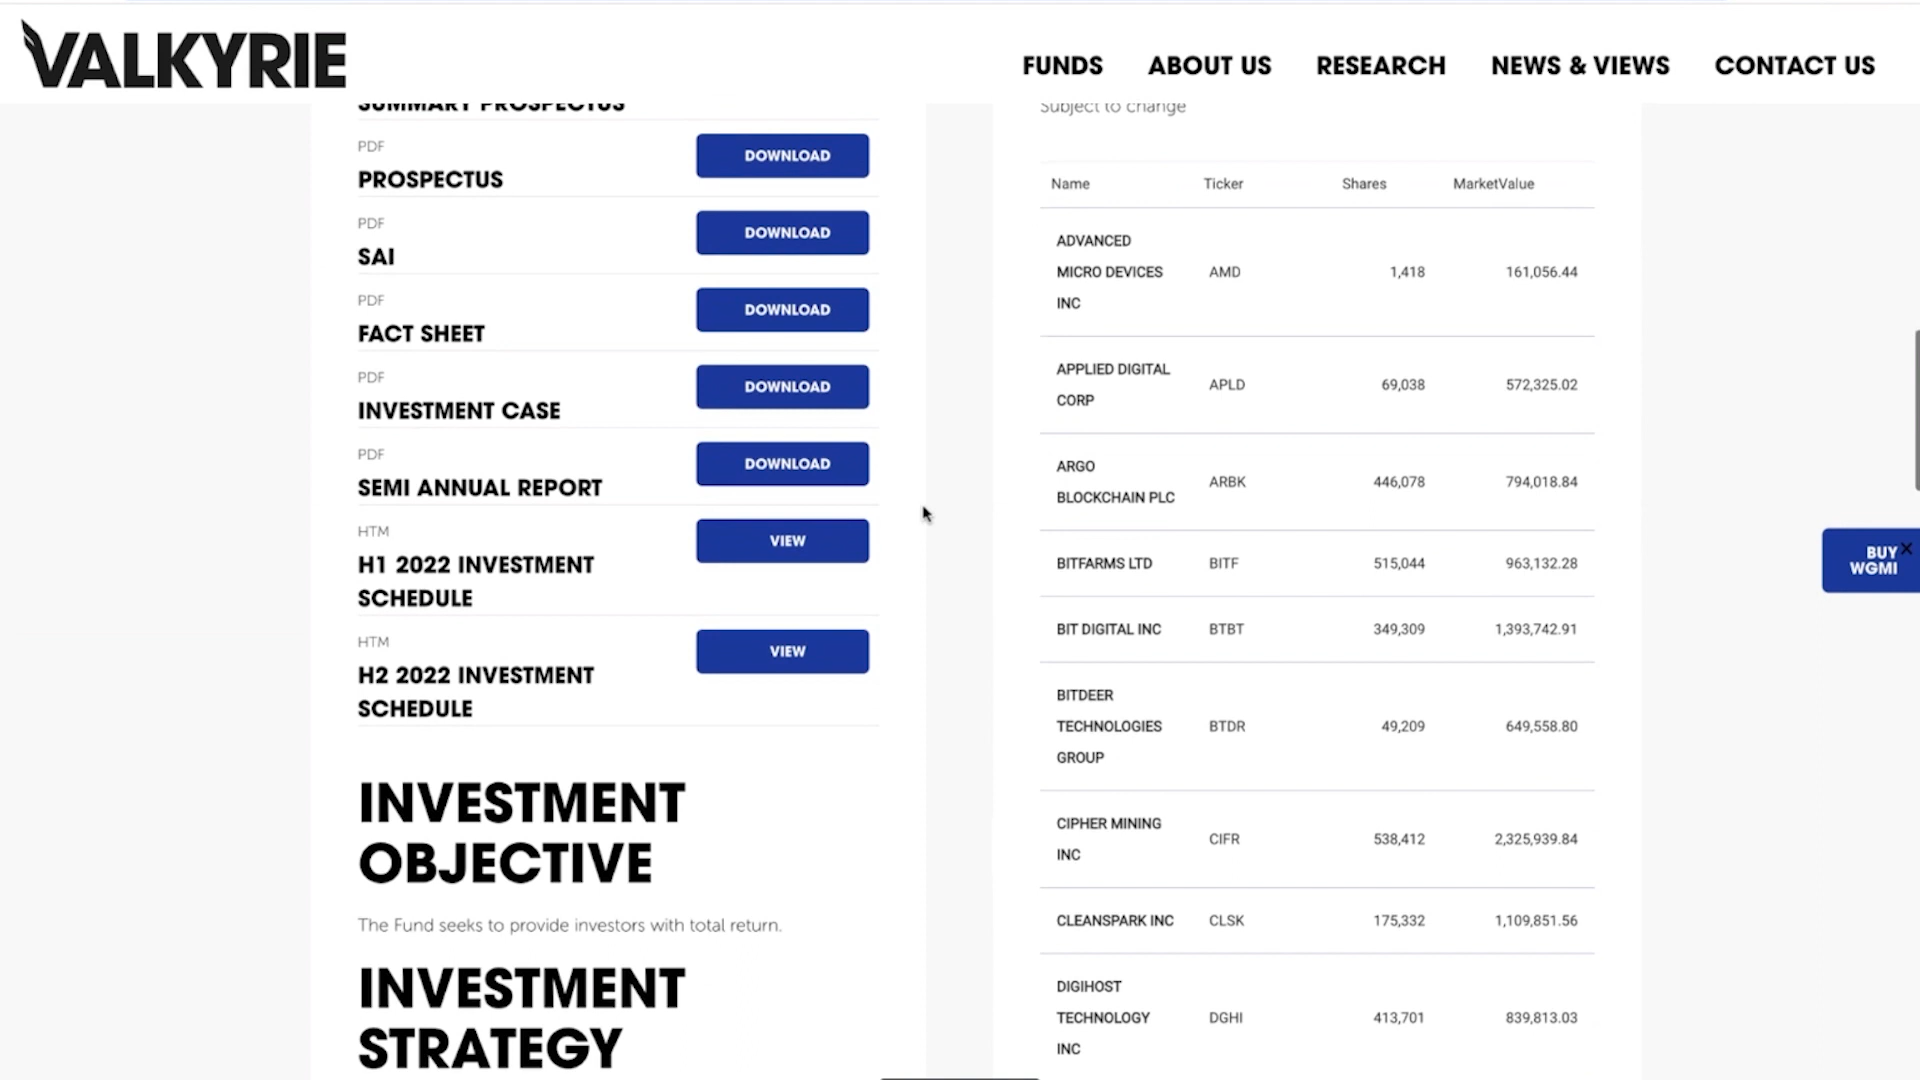 VALKYRIE
FUNDS
ABOUT US
RESEARCH
NEWS & VIEWS
CONTACT US
SUMMARY PROSPECTUS
PDF
PROSPECTUS
DOWNLOAD
PDF
SAI
DOWNLOAD
PDF
FACT SHEET
DOWNLOAD
PDF
INVESTMENT CASE
DOWNLOAD
PDF
SEMI ANNUAL REPORT
DOWNLOAD
HTM
H1 2022 INVESTMENT
SCHEDULE
VIEW
HTM
H2 2022 INVESTMENT
SCHEDULE
VIEW
INVESTMENT
OBJECTIVE
The Fund seeks to provide investors with total return.
INVESTMENT
STRATEGY
Subject to change
Name Ticker Shares MarketValue
ADVANCED
MICRO DEVICES AMD 1,418 161,056.44
INC
APPLIED DIGITAL
CORP
APLD 69,038 572,325.02
ARGO
BLOCKCHAIN PLC
ARBK 446,078 794,018.84
BITFARMS LTD BITF 515,044 963,132.28
BIT DIGITAL INC BTBT 349,309 1,393,742.91
BITDEER
TECHNOLOGIES BTDR 49,209 649,558.80
GROUP
CIPHER MINING
INC
CIFR 538,412 2,325,939.84
CLEANSPARK INC CLSK 175,332 1,109,851.56
DIGIHOST
TECHNOLOGY DGHI 413,701 839,813.03
INC
BUY
WGMI